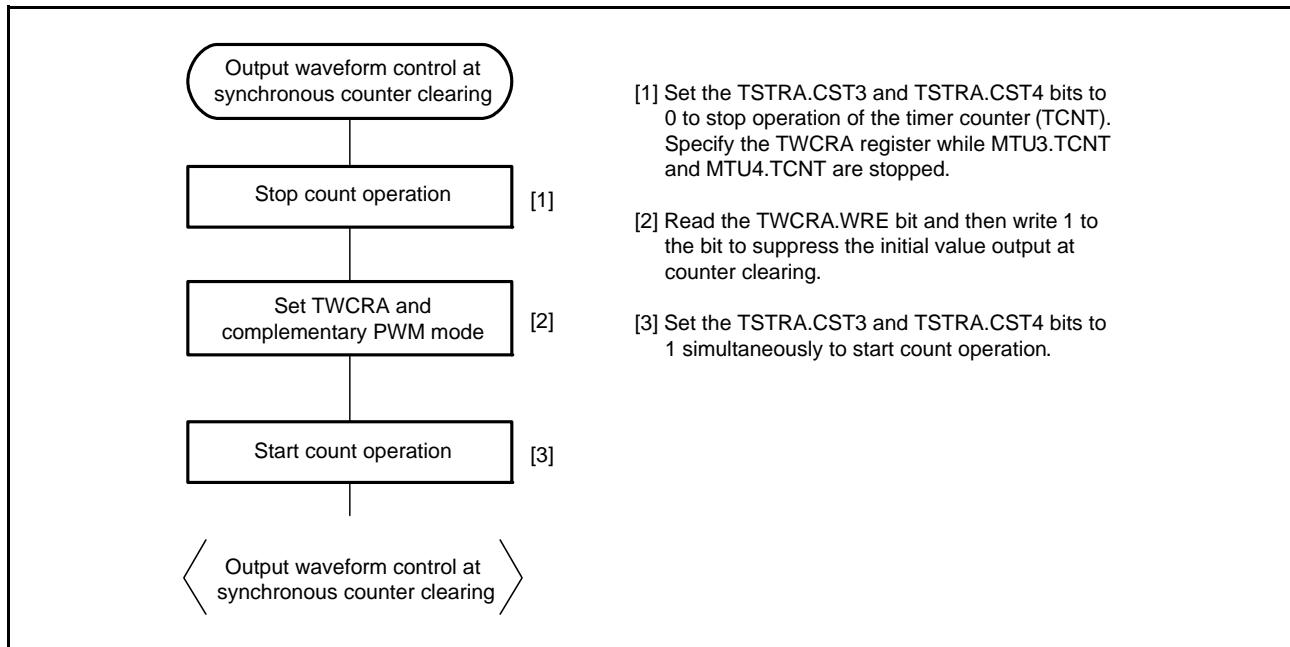 Output waveform control at
synchronous counter clearing
Stop count operation
[1]
Set TWCRA and
complementary PWM mode
[2]
Start count operation
[3]
Output waveform control at
synchronous counter clearing
[1] Set the TSTRA.CST3 and TSTRA.CST4 bits to
0 to stop operation of the timer counter (TCNT).
Specify the TWCRA register while MTU3.TCNT
and MTU4.TCNT are stopped.
[2] Read the TWCRA.WRE bit and then write 1 to
the bit to suppress the initial value output at
counter clearing.
[3] Set the TSTRA.CST3 and TSTRA.CST4 bits to
1 simultaneously to start count operation.